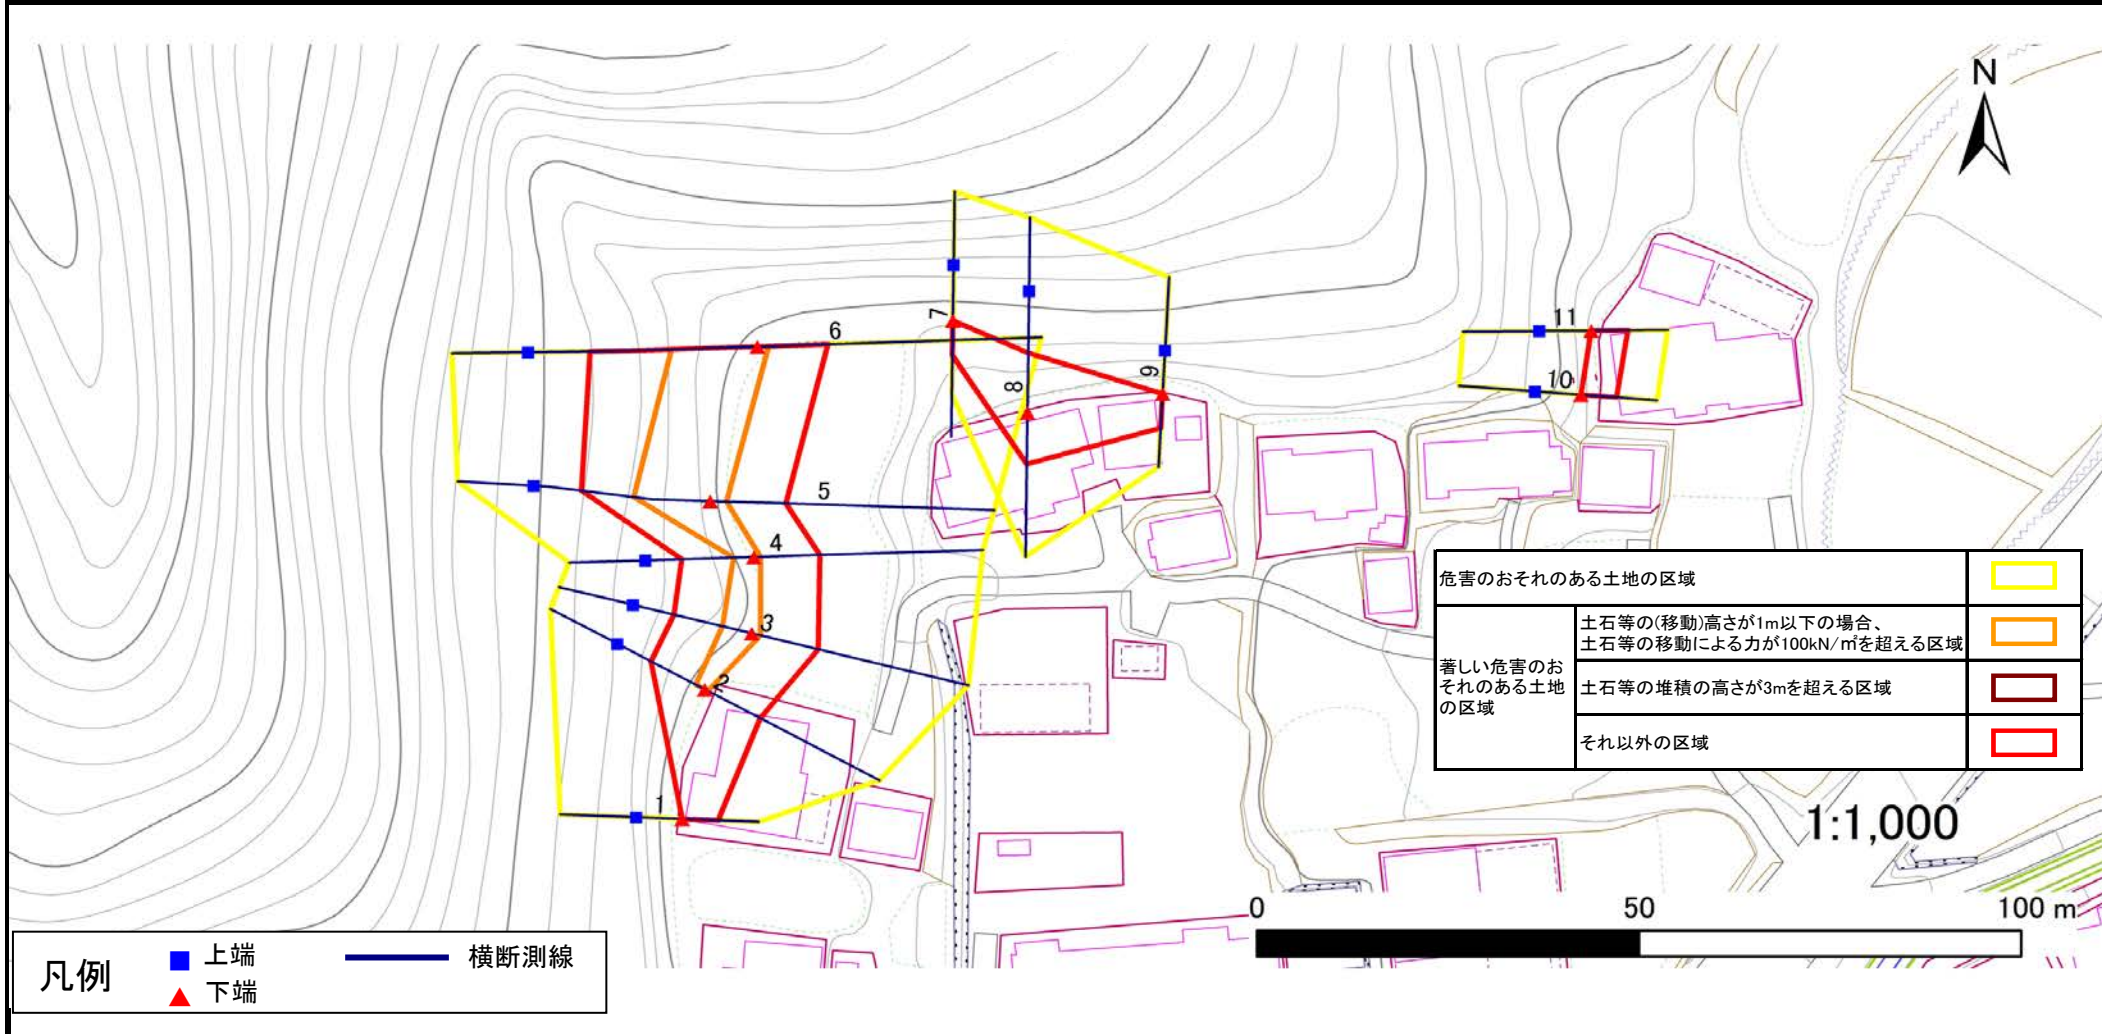 N
11
7
6
9
8
10
5
4
3
2
1
危害のおそれのある土地の区域
著しい危害のお
それのある土地
の区域
土石等の(移動)高さが1m以下の場合、
土石等の移動による力が100kN/㎡を超える区域
土石等の堆積の高さが3mを超える区域
それ以外の区域
1:1,000
0 50 100 m
凡例
上端
下端
横断測線